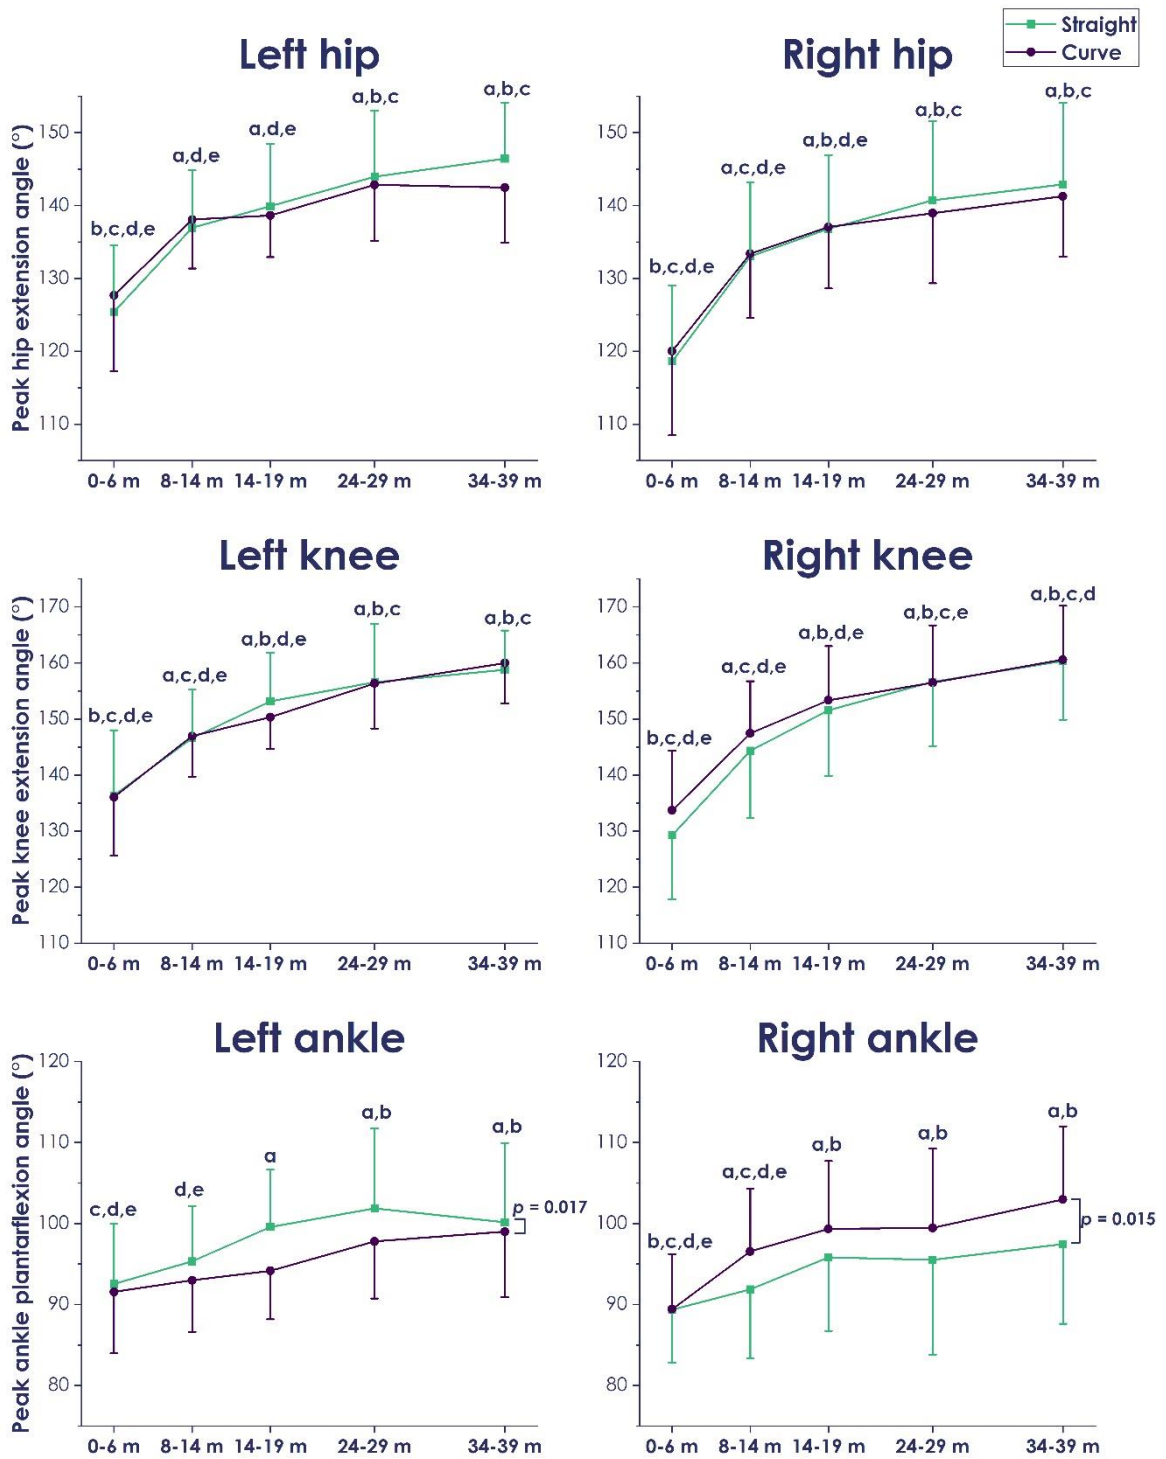 Straight
Curve
Left hip
Right hip
Peak hip extension angle (°)
150
140
130
120
110
b,c,d,e
a,d,e
a,d,e
a,b,c
a,b,c
0-6 m 8-14 m 14-19 m 24-29 m 34-39 m
150
140
130
120
110
b,c,d,e
a,c,d,e
a,b,d,e
a,b,c
a,b,c
0-6 m 8-14 m 14-19 m 24-29 m 34-39 m
Left knee
Right knee
Peak knee extension angle (°)
170
160
150
140
130
120
110
b,c,d,e
a,c,d,e
a,b,d,e
a,b,c
a,b,c
0-6 m 8-14 m 14-19 m 24-29 m 34-39 m
170
160
150
140
130
120
110
b,c,d,e
a,c,d,e
a,b,d,e
a,b,c,e
a,b,c,d
0-6 m 8-14 m 14-19 m 24-29 m 34-39 m
Left ankle
Right ankle
Peak ankle plantarflexion angle (°)
120
110
100
90
80
c,d,e
d,e
a
a,b
a,b
p = 0.017
0-6 m 8-14 m 14-19 m 24-29 m 34-39 m
120
110
100
90
80
b,c,d,e
a,c,d,e
a,b
a,b
a,b
p = 0.015
0-6 m 8-14 m 14-19 m 24-29 m 34-39 m